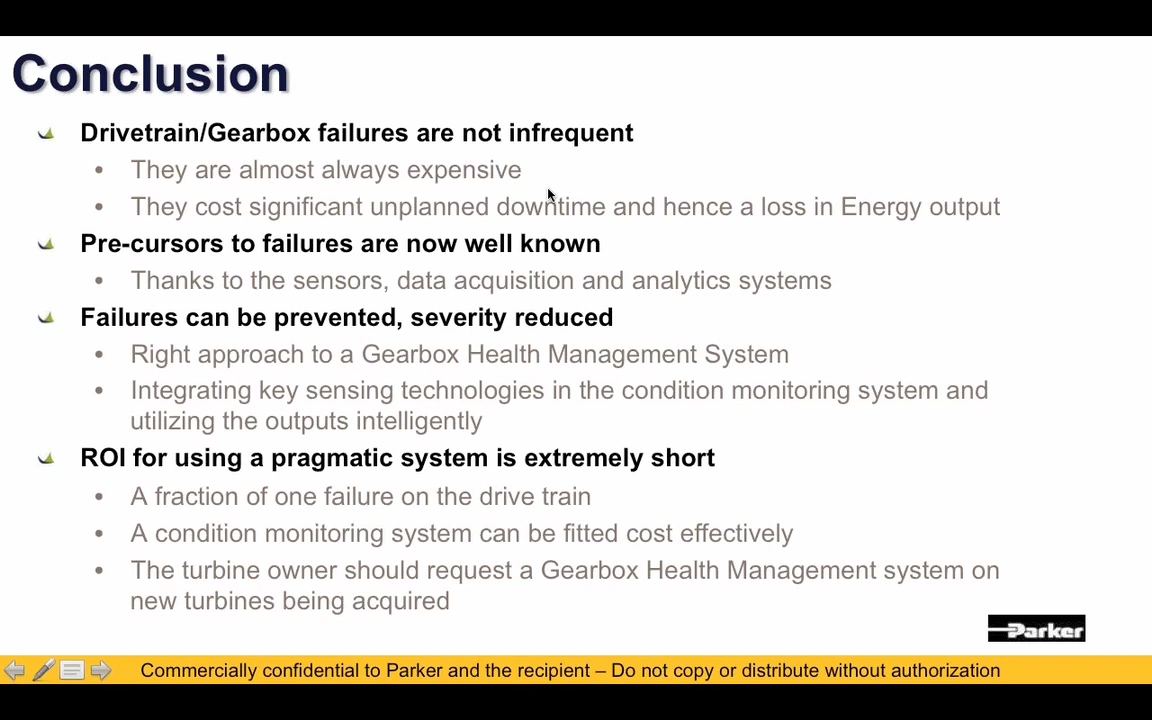 Conclusion
Drivetrain/Gearbox failures are not infrequent
• They are almost always expensive
• They cost significant unplanned downtime and hence a loss in Energy output
Pre-cursors to failures are now well known
• Thanks to the sensors, data acquisition and analytics systems
Failures can be prevented, severity reduced
• Right approach to a Gearbox Health Management System
• Integrating key sensing technologies in the condition monitoring system and
utilizing the outputs intelligently
ROI for using a pragmatic system is extremely short
• A fraction of one failure on the drive train
• A condition monitoring system can be fitted cost effectively
• The turbine owner should request a Gearbox Health Management system on
new turbines being acquired
Parker
Commercially confidential to Parker and the recipient – Do not copy or distribute without authorization